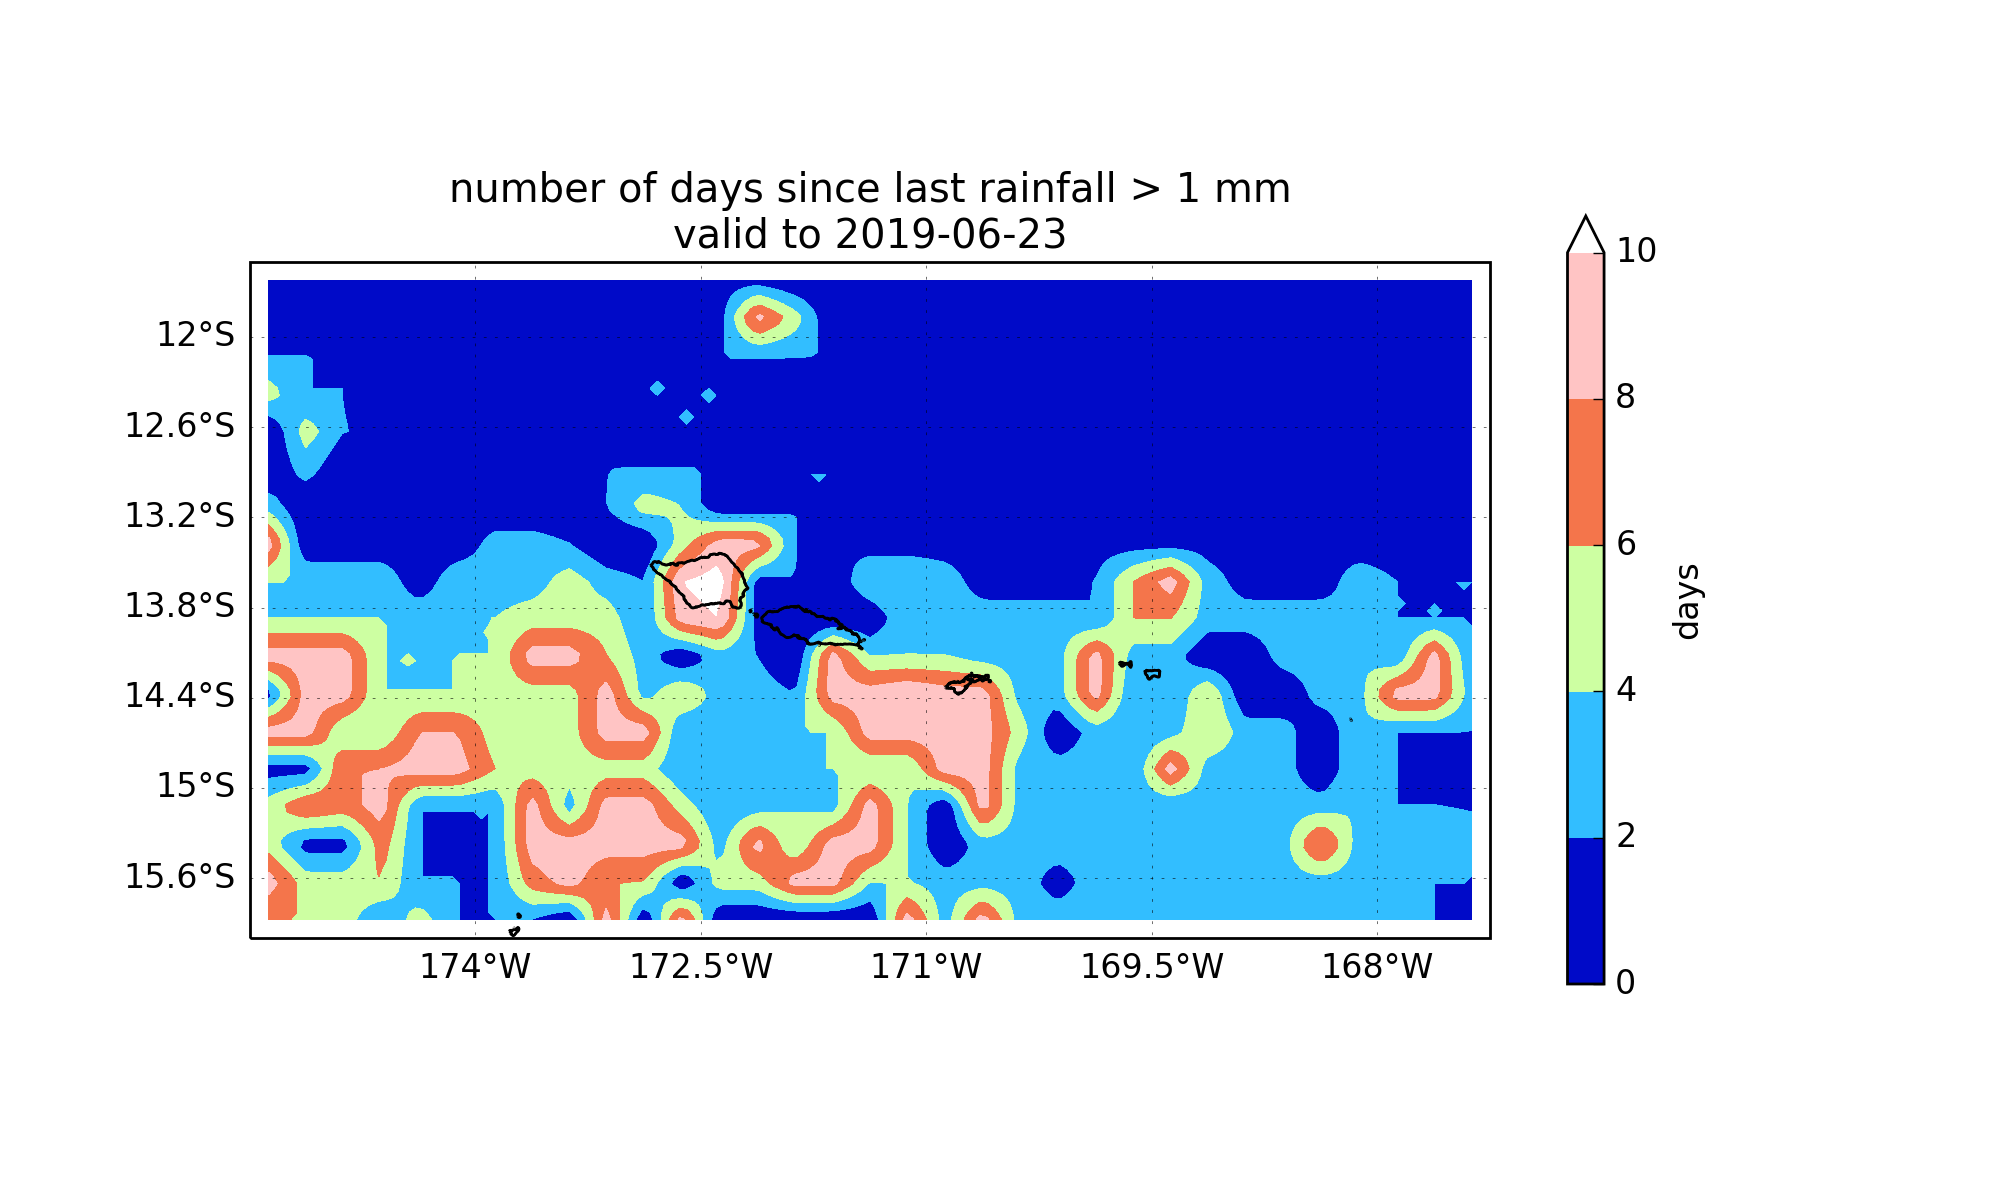 number of days since last rainfall > 1 mm
valid to 2019-06-23
12°S
12.6°S
13.2°S
13.8°S
14.4°S
15°S
15.6°S
174°W
172.5°W
171°W
169.5°W
168°W
10
8
6
4
2
0
days